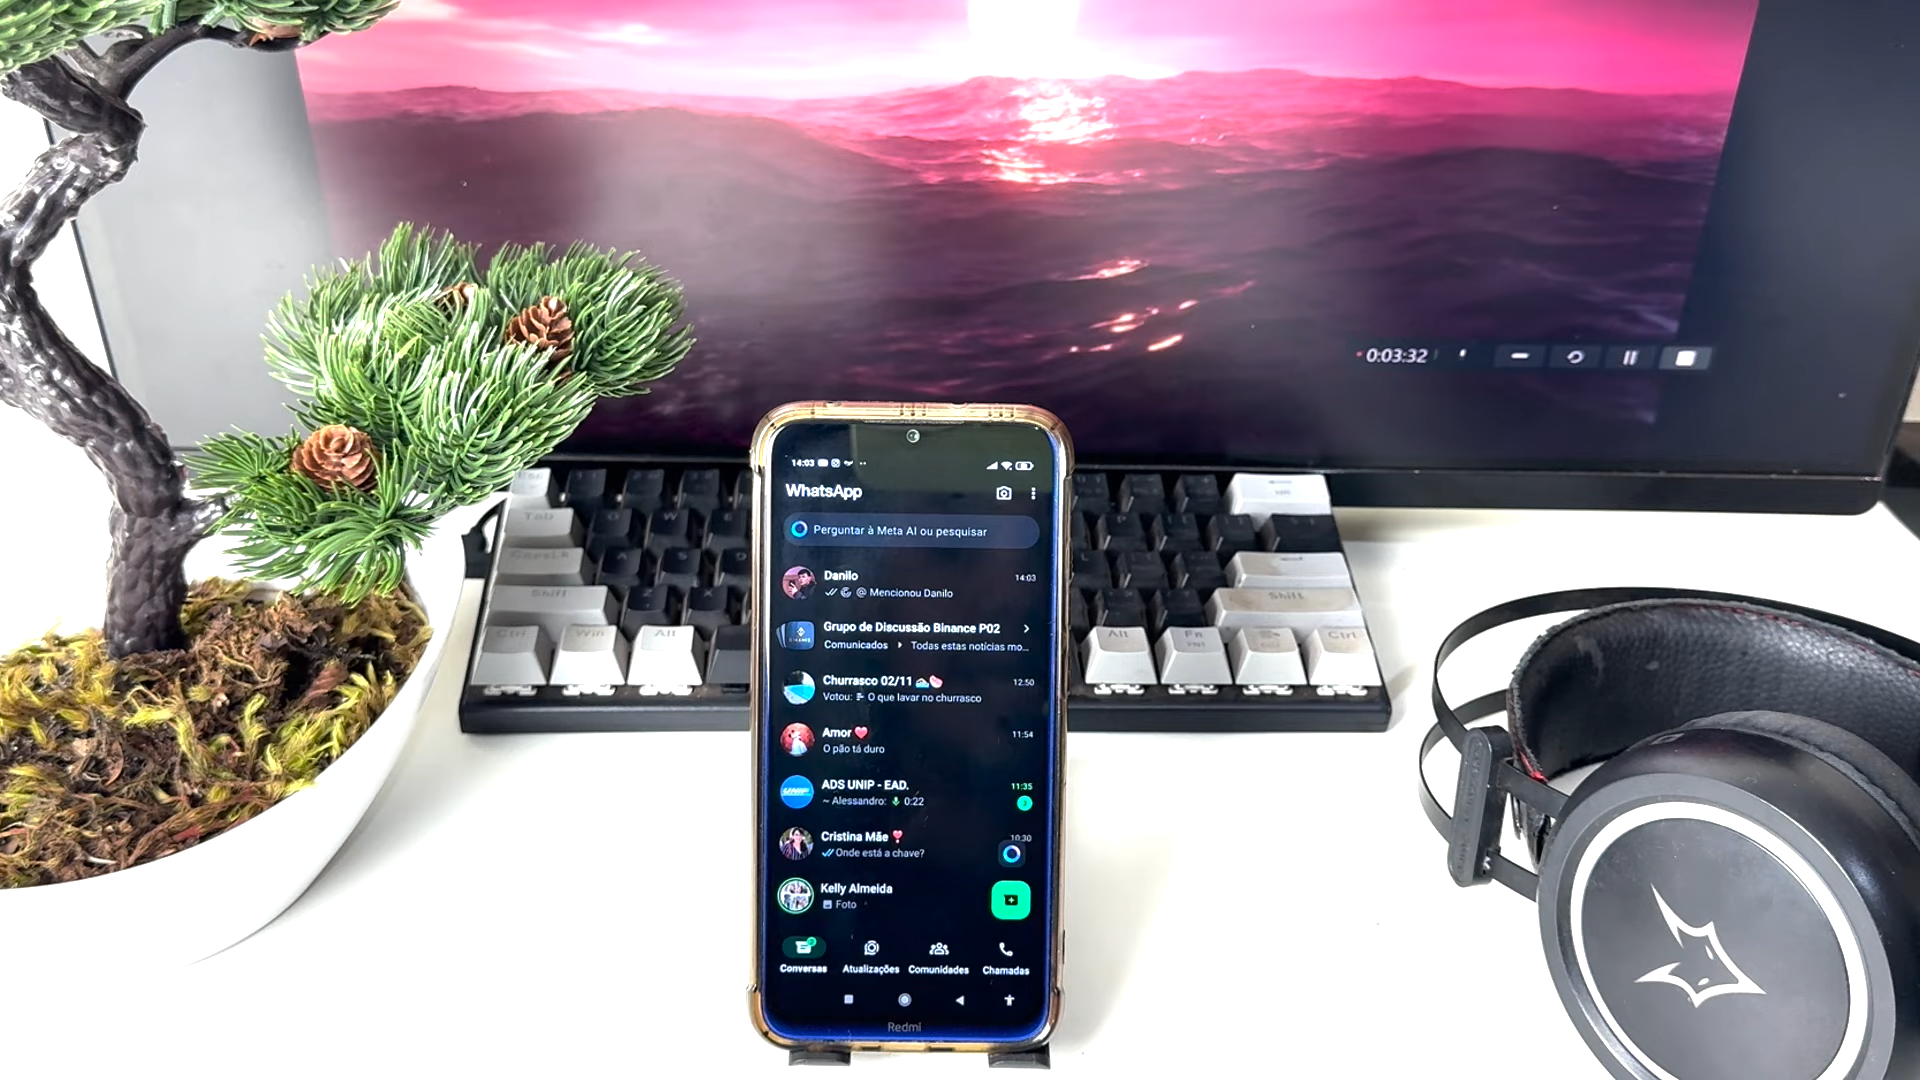 0:03:32
14:03
WhatsApp
Perguntar à Meta AI ou pesquisar
Danilo 14:03
@ Mencionou Danilo
Grupo de Discussão Binance P02
Comunicados Todas estas notícias mo...
Churrasco 02/11 12:50
Votou: O que lavar no churrasco
Amor 11:54
O pão tá duro
ADS UNIP - EAD. 11:35
~ Alessandro: 0:22
Cristina Mãe 10:30
Onde está a chave?
Kelly Almeida
Foto
Conversas Atualizações Comunidades Chamadas
Redmi
Tab
CapsLk
Shift
Shift
Ctrl Win Alt
Alt Fn Ctrl